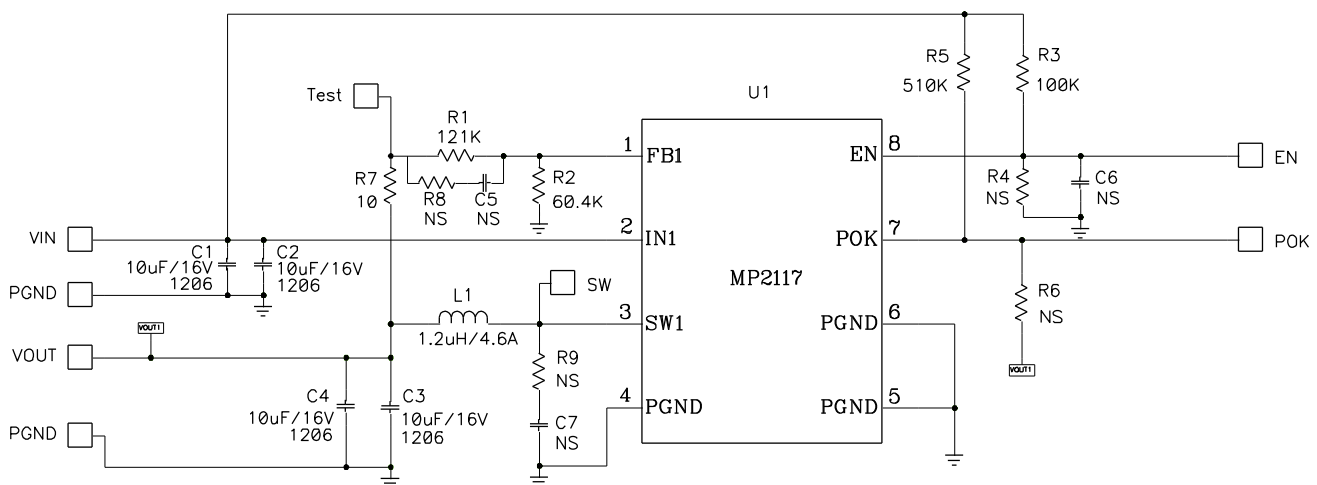 R5
510K
R3
100K
U1
Test
R1
121K
1
FB1
EN
8
EN
R7
10
R8
NS
C5
NS
R2
60.4K
R4
NS
C6
NS
VIN
2
IN1
POK
7
POK
C1
10uF/16V
1206
C2
10uF/16V
1206
PGND
SW
MP2117
L1
1.2uH/4.6A
3
SW1
PGND
6
R6
NS
VOUT1
VOUT
R9
NS
VOUT1
C4
10uF/16V
1206
C3
10uF/16V
1206
4
PGND
PGND
5
C7
NS
PGND